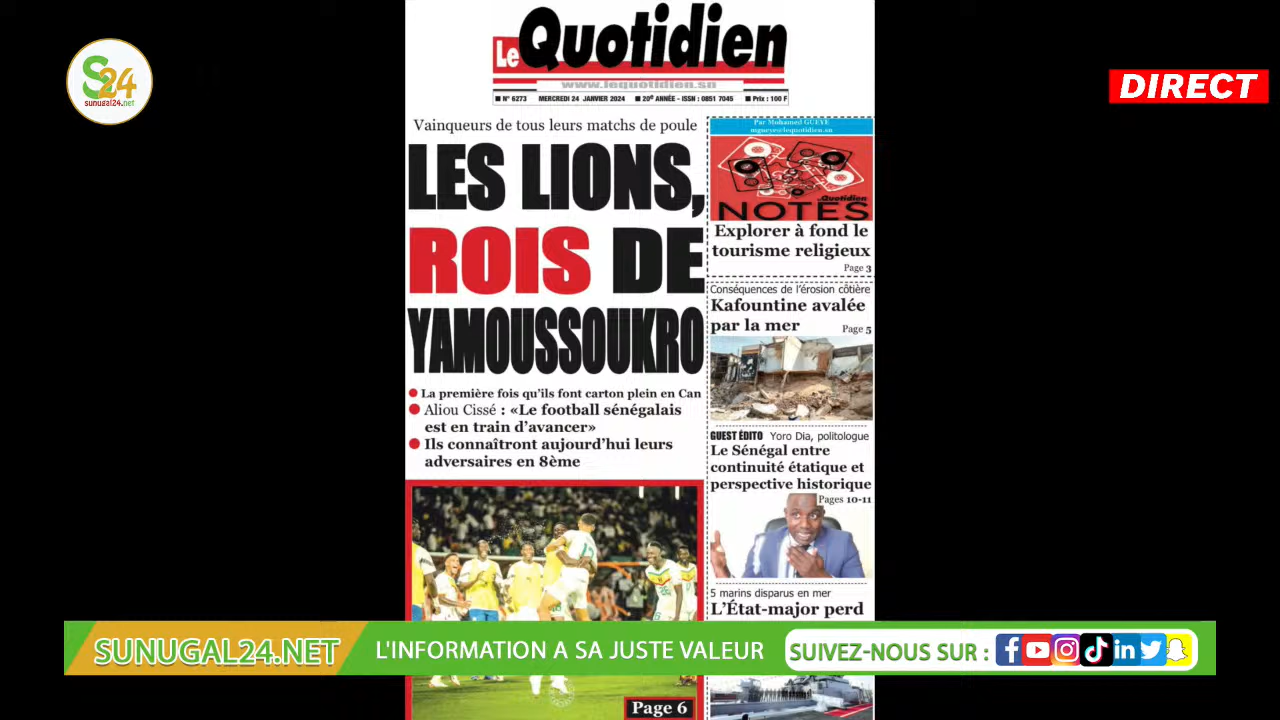 S24
sunugal24.net
DIRECT
Le Quotidien
www.lequotidien.sn
N° 6273 MERCREDI 24 JANVIER 2024 20e ANNÉE - ISSN : 0851 7045 Prix : 100 F
Vainqueurs de tous leurs matchs de poule
LES LIONS,
ROIS DE
YAMOUSSOUKRO
La première fois qu'ils font carton plein en Can
Aliou Cissé : «Le football sénégalais
est en train d'avancer»
Ils connaîtront aujourd'hui leurs
adversaires en 8ème
Page 6
Par Mohamed GUEYE
mgueye@lequotidien.sn
Quotidien
NOTES
Explorer à fond le
tourisme religieux
Page 3
Conséquences de l'érosion côtière
Kafountine avalée
par la mer Page 5
GUEST ÉDITO Yoro Dia, politologue
Le Sénégal entre
continuité étatique et
perspective historique
Pages 10-11
5 marins disparus en mer
L'État-major perd
SUNUGAL24.NET
L'INFORMATION A SA JUSTE VALEUR
SUIVEZ-NOUS SUR :